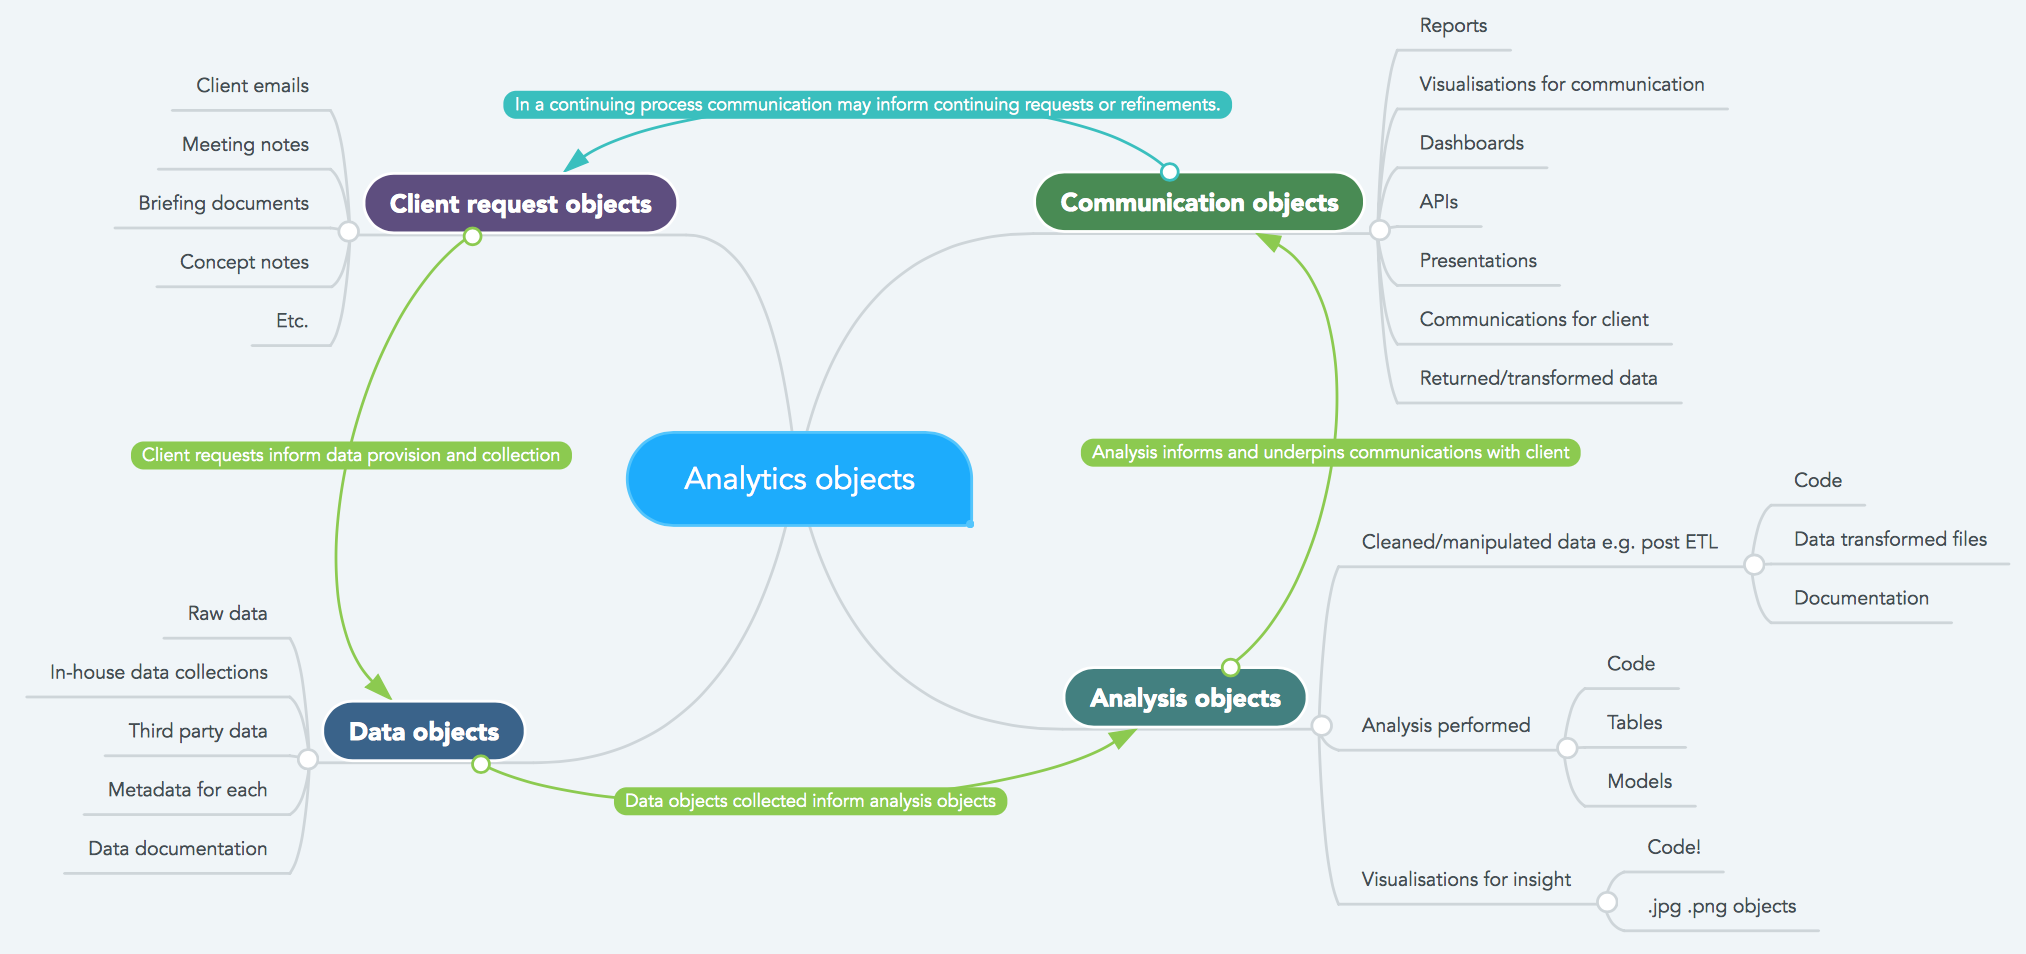 In a continuing process communication may inform continuing requests or refinements.
Client request objects
Client emails
Meeting notes
Briefing documents
Concept notes
Etc.
Communication objects
Reports
Visualisations for communication
Dashboards
APIs
Presentations
Communications for client
Returned/transformed data
Client requests inform data provision and collection
Analytics objects
Analysis informs and underpins communications with client
Data objects
Raw data
In-house data collections
Third party data
Metadata for each
Data documentation
Data objects collected inform analysis objects
Analysis objects
Cleaned/manipulated data e.g. post ETL
Code
Data transformed files
Documentation
Analysis performed
Code
Tables
Models
Visualisations for insight
Code!
.jpg .png objects